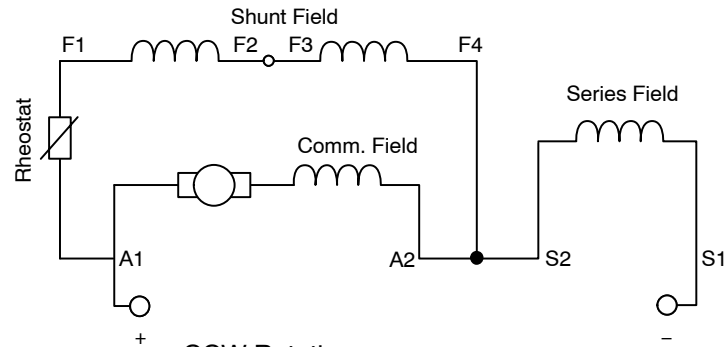 Shunt Field
F1
F2
F3
F4
Rheostat
Series Field
Comm. Field
A1
A2
S2
S1
+
−